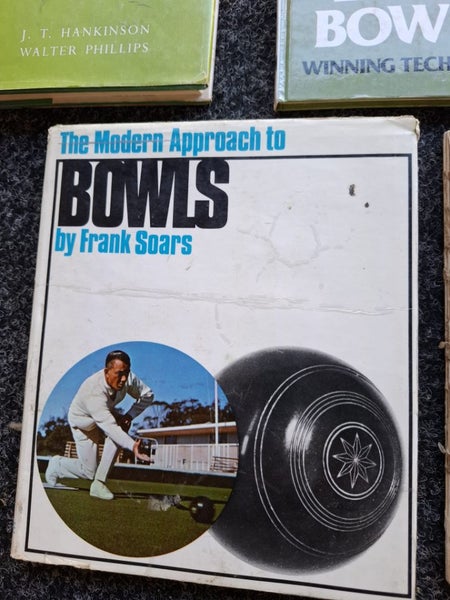 J. T. HANKINSON
WALTER PHILLIPS
BOW
WINNING TECH
The Modern Approach to
BOWLS
by Frank Soars